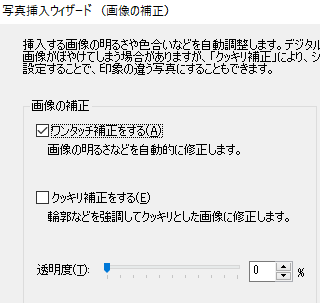 写真挿入ウィザード （画像の補正）
挿入する画像の明るさや色合いなどを自動調整します。デジタル
画像がぼやけてしまう場合がありますが、「クッキリ補正」により、シ
設定することで、印象の違う写真にすることもできます。
画像の補正
ワンタッチ補正をする(A)
画像の明るさなどを自動的に修正します。
クッキリ補正をする(E)
輪郭などを強調してクッキリとした画像に修正します。
透明度(T): 0 %